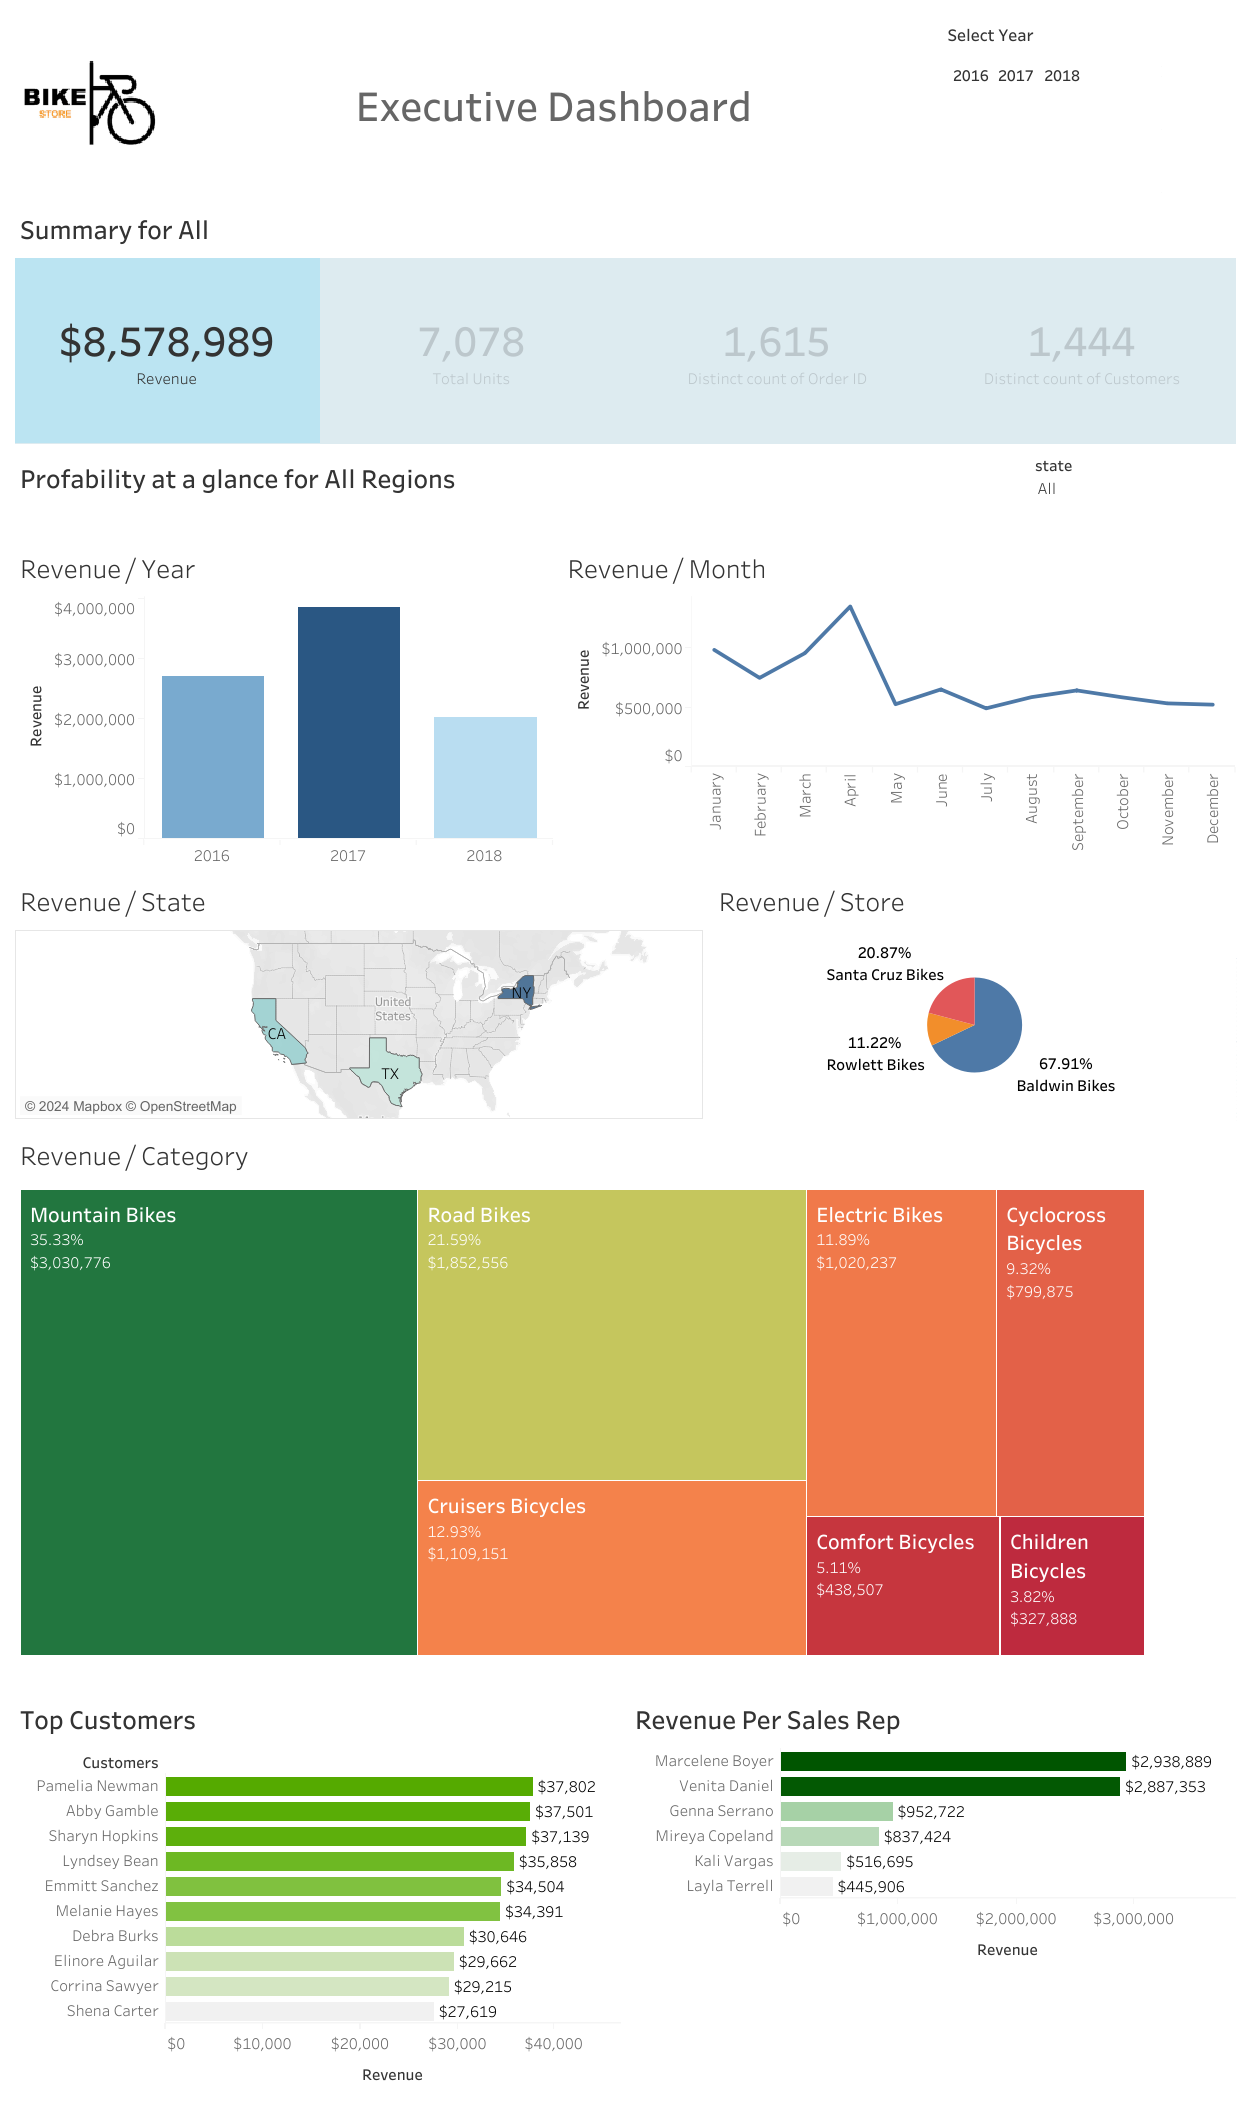 Select Year
2016 2017 2018
BIKE
STORE
Executive Dashboard
Summary for All
$8,578,989
Revenue
7,078
Total Units
1,615
Distinct count of Order ID
1,444
Distinct count of Customers
Profability at a glance for All Regions
state
All
Revenue / Year
Revenue
$4,000,000
$3,000,000
$2,000,000
$1,000,000
$0
2016
2017
2018
Revenue / Month
Revenue
$1,000,000
$500,000
$0
January
February
March
April
May
June
July
August
September
October
November
December
Revenue / State
United
States
NY
CA
TX
© 2024 Mapbox © OpenStreetMap
Revenue / Store
20.87%
Santa Cruz Bikes
11.22%
Rowlett Bikes
67.91%
Baldwin Bikes
Revenue / Category
Mountain Bikes
35.33%
$3,030,776
Road Bikes
21.59%
$1,852,556
Cruisers Bicycles
12.93%
$1,109,151
Electric Bikes
11.89%
$1,020,237
Cyclocross
Bicycles
9.32%
$799,875
Comfort Bicycles
5.11%
$438,507
Children
Bicycles
3.82%
$327,888
Top Customers
Customers
Pamelia Newman $37,802
Abby Gamble $37,501
Sharyn Hopkins $37,139
Lyndsey Bean $35,858
Emmitt Sanchez $34,504
Melanie Hayes $34,391
Debra Burks $30,646
Elinore Aguilar $29,662
Corrina Sawyer $29,215
Shena Carter $27,619
$0 $10,000 $20,000 $30,000 $40,000
Revenue
Revenue Per Sales Rep
Marcelene Boyer $2,938,889
Venita Daniel $2,887,353
Genna Serrano $952,722
Mireya Copeland $837,424
Kali Vargas $516,695
Layla Terrell $445,906
$0 $1,000,000 $2,000,000 $3,000,000
Revenue